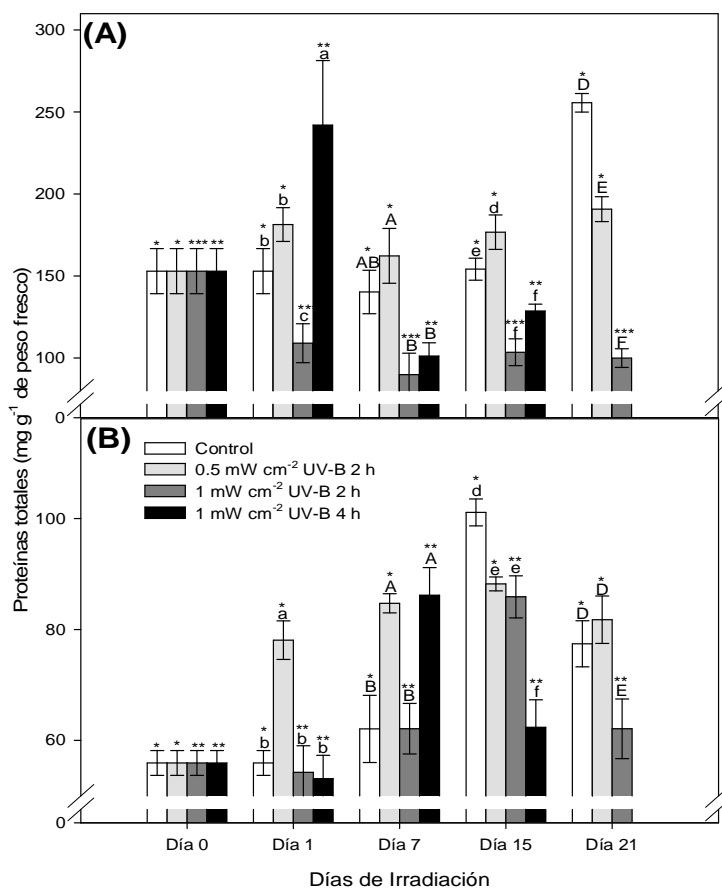 (A)
300
250
200
150
100
0
* * *** **
* b
* b
** c
** a
* AB
* A
*** B
** B
* e
* d
*** f
** f
* D
* E
*** F
(B)
Control
0.5 mW cm-2 UV-B 2 h
1 mW cm-2 UV-B 2 h
1 mW cm-2 UV-B 4 h
100
80
60
0
* * ** **
* b
* a
** b
** b
* B
* A
** B
** A
* d
* e
** e
** f
* D
* D
** E
Proteínas totales (mg g-1 de peso fresco)
Día 0 Día 1 Día 7 Día 15 Día 21
Días de Irradiación